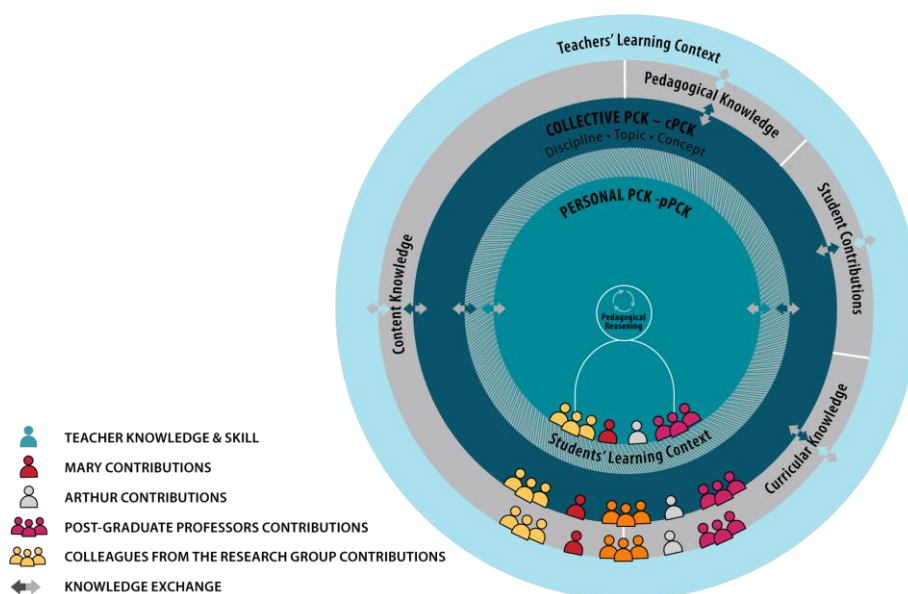 Teachers' Learning Context
Pedagogical Knowledge
COLLECTIVE PCK – cPCK
Discipline • Topic • Concept
PERSONAL PCK -pPCK
Student Contributions
Content Knowledge
Pedagogical
Reasoning
Students' Learning Context
Curricular Knowledge
TEACHER KNOWLEDGE & SKILL
MARY CONTRIBUTIONS
ARTHUR CONTRIBUTIONS
POST-GRADUATE PROFESSORS CONTRIBUTIONS
COLLEAGUES FROM THE RESEARCH GROUP CONTRIBUTIONS
KNOWLEDGE EXCHANGE